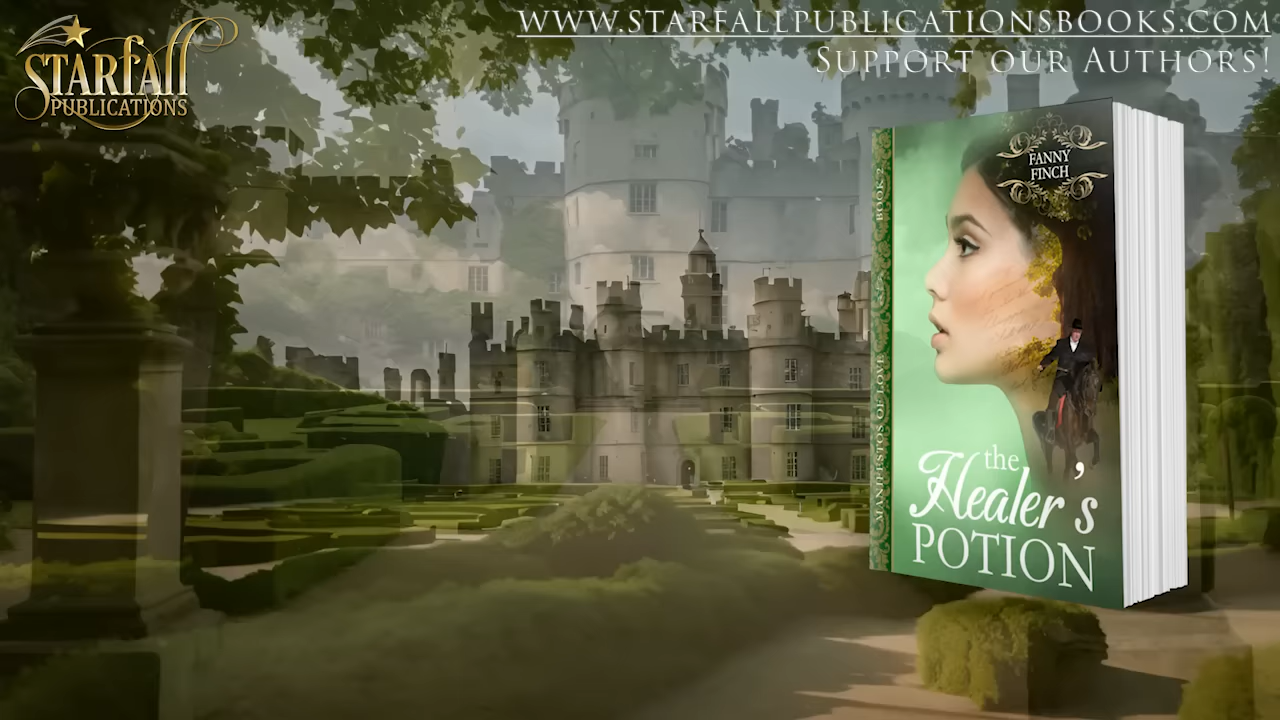 STARfall
PUBLICATIONS
WWW.STARFALLPUBLICATIONSBOOKS.COM
SUPPORT OUR AUTHORS!
FANNY
FINCH
BOOK 2
MANIFESTOS OF LOVE
the
Healer's
POTION